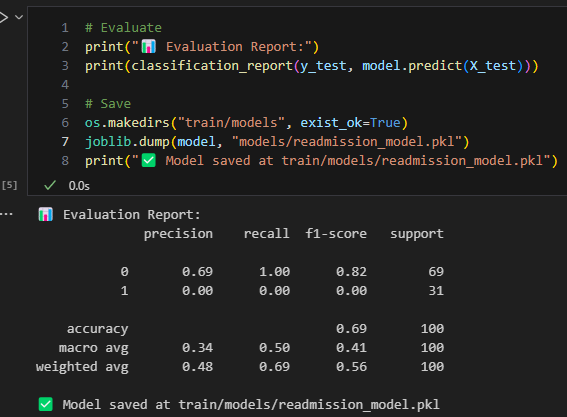 1 # Evaluate
2 print("📊 Evaluation Report:")
3 print(classification_report(y_test, model.predict(X_test)))
4
5 # Save
6 os.makedirs("train/models", exist_ok=True)
7 joblib.dump(model, "models/readmission_model.pkl")
8 print("✅ Model saved at train/models/readmission_model.pkl")
[5] ✓ 0.0s
... 📊 Evaluation Report:
precision recall f1-score support
0 0.69 1.00 0.82 69
1 0.00 0.00 0.00 31
accuracy 0.69 100
macro avg 0.34 0.50 0.41 100
weighted avg 0.48 0.69 0.56 100
✅ Model saved at train/models/readmission_model.pkl